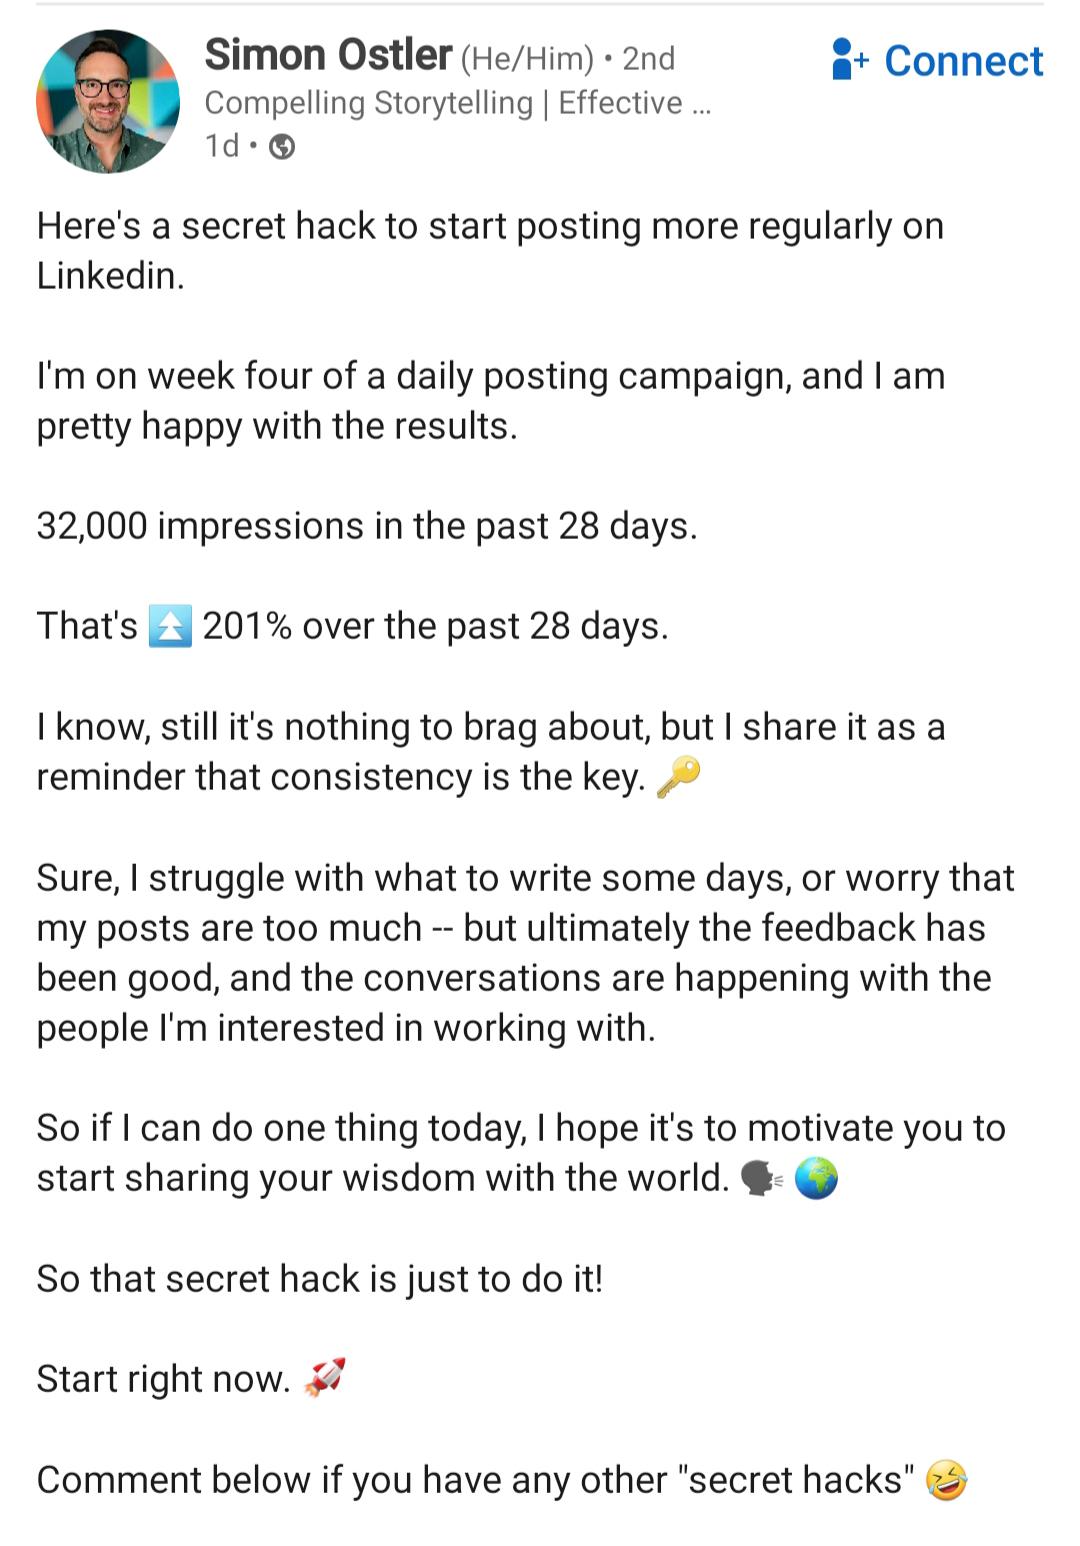 Simon Ostler (He/Him) • 2nd
Connect
Compelling Storytelling | Effective ...
1d •
Here's a secret hack to start posting more regularly on
Linkedin.
I'm on week four of a daily posting campaign, and I am
pretty happy with the results.
32,000 impressions in the past 28 days.
That's ⏫ 201% over the past 28 days.
I know, still it's nothing to brag about, but I share it as a
reminder that consistency is the key. 🔑
Sure, I struggle with what to write some days, or worry that
my posts are too much -- but ultimately the feedback has
been good, and the conversations are happening with the
people I'm interested in working with.
So if I can do one thing today, I hope it's to motivate you to
start sharing your wisdom with the world. 🗣️ 🌍
So that secret hack is just to do it!
Start right now. 🚀
Comment below if you have any other "secret hacks" 🤣